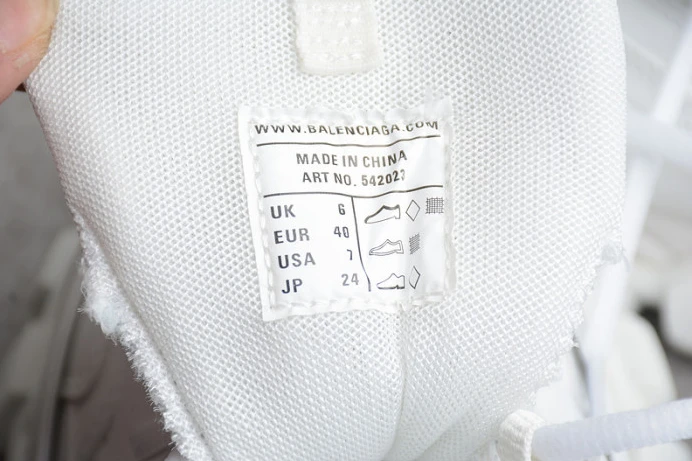 WWW.BALENCIAGA.COM
MADE IN CHINA
ART NO. 542023
UK 6
EUR 40
USA 7
JP 24